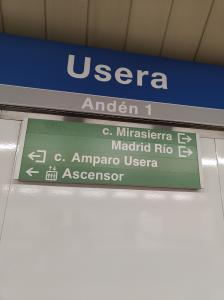 Usera
Andén 1
c. Mirasierra
Madrid Río
c. Amparo Usera
Ascensor